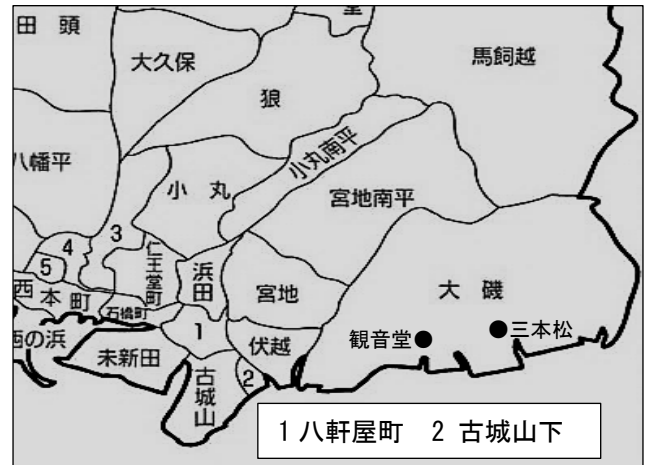 田頭
大久保
狼
馬飼越
八幡平
小丸
小丸南平
宮地南平
3
4
5
仁王堂町
浜田
宮地
大磯
西本町
石橋町
1
観音堂
三本松
西の浜
未新田
伏越
2
古城山
1 八軒屋町 2 古城山下